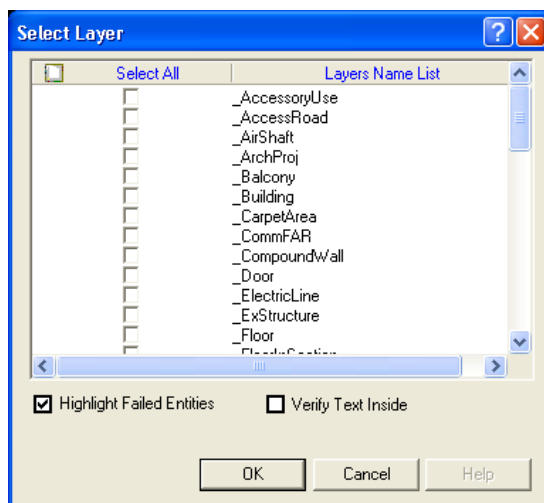 Select Layer
Select All Layers Name List
_AccessoryUse
_AccessRoad
_AirShaft
_ArchProj
_Balcony
_Building
_CarpetArea
_CommFAR
_CompoundWall
_Door
_ElectricLine
_ExStructure
_Floor
Highlight Failed Entities Verify Text Inside
OK Cancel Help